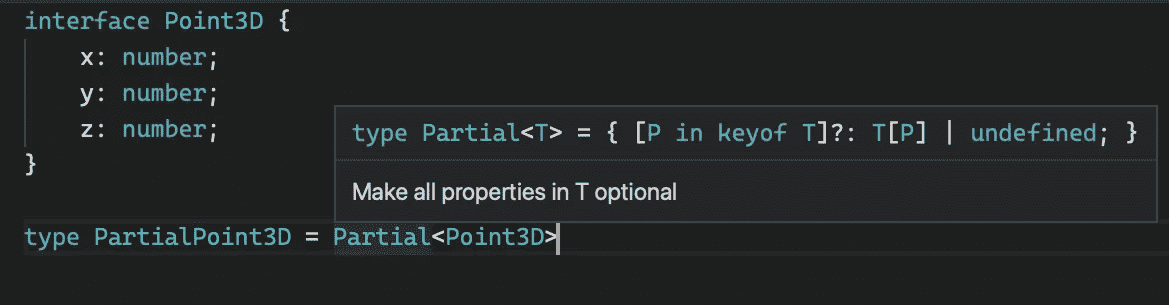 interface Point3D {
    x: number;
    y: number;
    z: number;
}
type Partial<T> = { [P in keyof T]?: T[P] | undefined; }
Make all properties in T optional
type PartialPoint3D = Partial<Point3D>